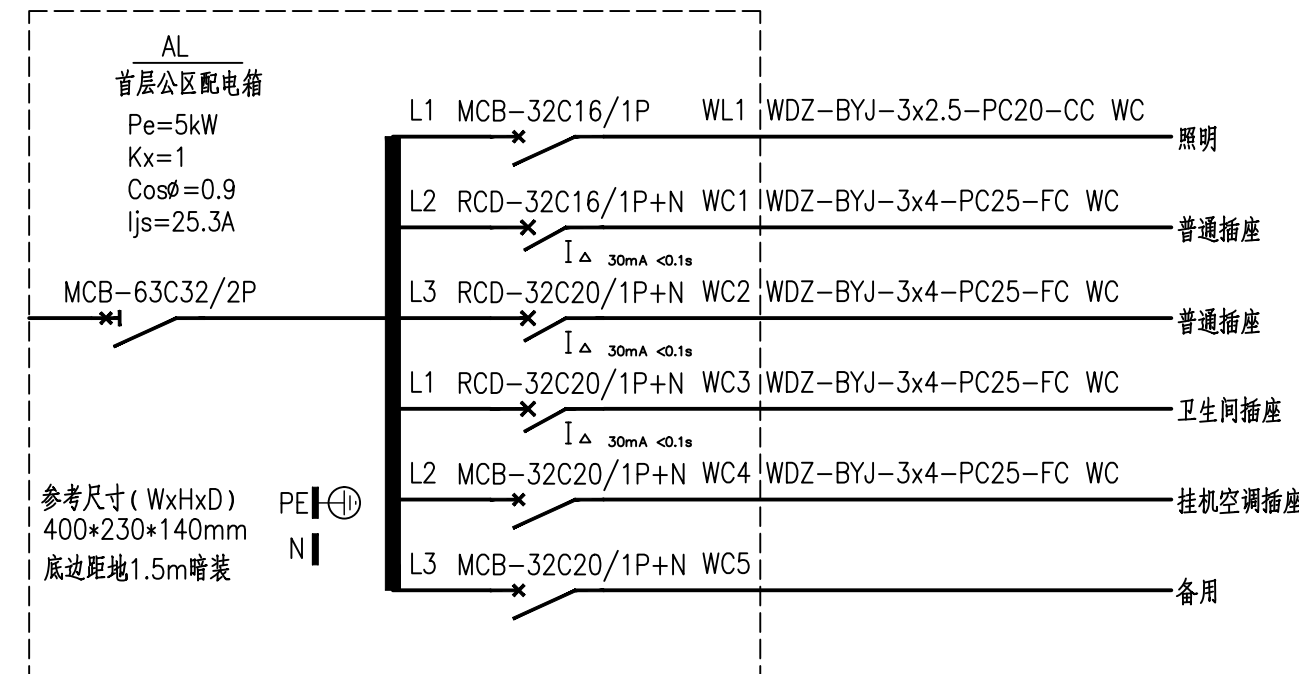 AL
首层公区配电箱
Pe=5kW
Kx=1
Cosø=0.9
Ijs=25.3A
MCB-63C32/2P
L1 MCB-32C16/1P WL1 WDZ-BYJ-3x2.5-PC20-CC WC
照明
L2 RCD-32C16/1P+N WC1 WDZ-BYJ-3x4-PC25-FC WC
普通插座
I△ 30mA <0.1s
L3 RCD-32C20/1P+N WC2 WDZ-BYJ-3x4-PC25-FC WC
普通插座
I△ 30mA <0.1s
L1 RCD-32C20/1P+N WC3 WDZ-BYJ-3x4-PC25-FC WC
卫生间插座
I△ 30mA <0.1s
L2 MCB-32C20/1P+N WC4 WDZ-BYJ-3x4-PC25-FC WC
挂机空调插座
L3 MCB-32C20/1P+N WC5
备用
参考尺寸(WxHxD)
400*230*140mm
底边距地1.5m暗装
PE
N